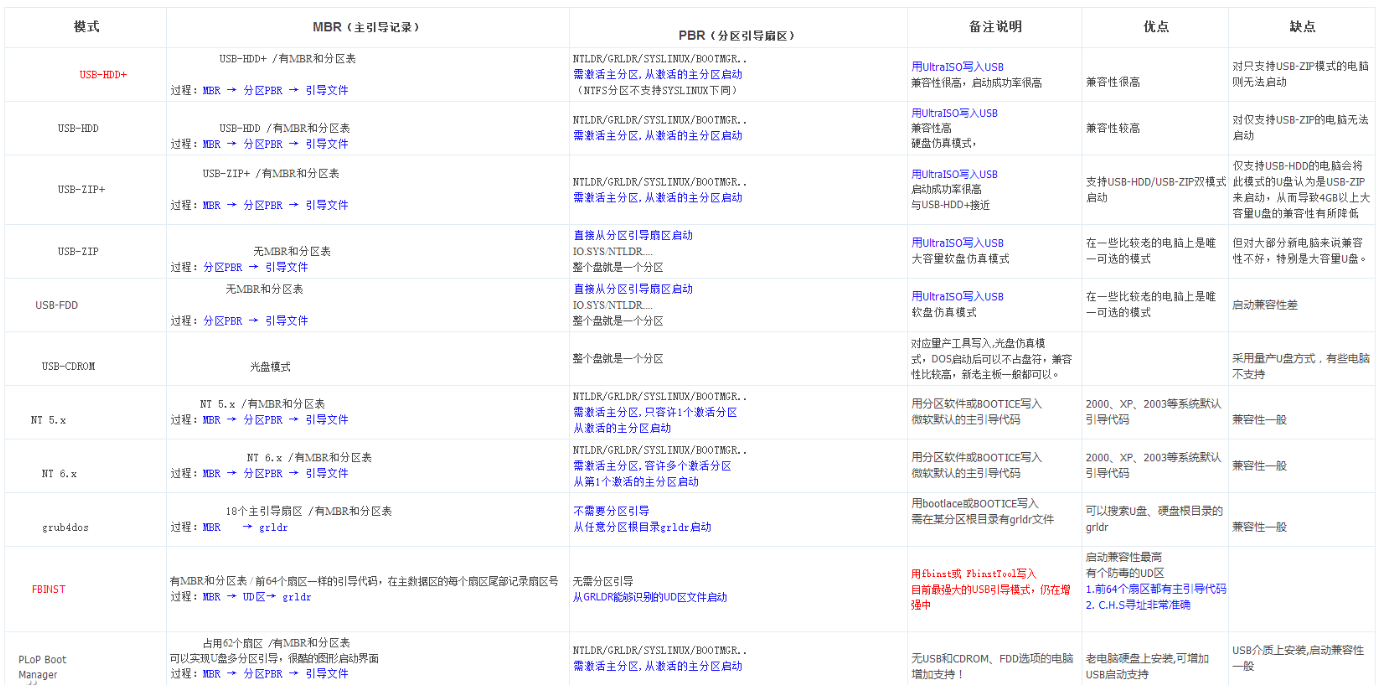 模式
MBR（主引导记录）
PBR（分区引导扇区）
备注说明
优点
缺点
USB-HDD+
USB-HDD+ /有MBR和分区表
过程：MBR → 分区PBR → 引导文件
NTLDR/GRLDR/SYSLINUX/BOOTMGR..
需激活主分区,从激活的主分区启动
（NTFS分区不支持SYSLINUX下同）
用UltraISO写入USB
兼容性很高，启动成功率很高
兼容性很高
对只支持USB-ZIP模式的电脑
则无法启动
USB-HDD
USB-HDD /有MBR和分区表
过程：MBR → 分区PBR → 引导文件
NTLDR/GRLDR/SYSLINUX/BOOTMGR..
需激活主分区,从激活的主分区启动
用UltraISO写入USB
兼容性高
硬盘仿真模式，
兼容性较高
对仅支持USB-ZIP的电脑无法
启动
USB-ZIP+
USB-ZIP+ /有MBR和分区表
过程：MBR → 分区PBR → 引导文件
NTLDR/GRLDR/SYSLINUX/BOOTMGR..
需激活主分区,从激活的主分区启动
用UltraISO写入USB
启动成功率很高
与USB-HDD+接近
支持USB-HDD/USB-ZIP双模式
启动
仅支持USB-HDD的电脑会将
此模式的U盘认为是USB-ZIP
来启动，从而导致4GB以上大
容量U盘的兼容性有所降低
USB-ZIP
无MBR和分区表
过程：分区PBR → 引导文件
直接从分区引导扇区启动
IO.SYS/NTLDR....
整个盘就是一个分区
用UltraISO写入USB
大容量软盘仿真模式
在一些比较老的电脑上是唯
一可选的模式
但对大部分新电脑来说兼容
性不好，特别是大容量U盘。
USB-FDD
无MBR和分区表
过程：分区PBR → 引导文件
直接从分区引导扇区启动
IO.SYS/NTLDR....
整个盘就是一个分区
用UltraISO写入USB
软盘仿真模式
在一些比较老的电脑上是唯
一可选的模式
启动兼容性差
USB-CDROM
光盘模式
整个盘就是一个分区
对应量产工具写入,光盘仿真模
式，DOS启动后可以不占盘符，兼容
性比较高，新老主板一般都可以。
采用量产U盘方式，有些电脑
不支持
NT 5.x
NT 5.x /有MBR和分区表
过程：MBR → 分区PBR → 引导文件
NTLDR/GRLDR/SYSLINUX/BOOTMGR..
需激活主分区,只容许1个激活分区
从激活的主分区启动
用分区软件或BOOTICE写入
微软默认的主引导代码
2000、XP、2003等系统默认
引导代码
兼容性一般
NT 6.x
NT 6.x /有MBR和分区表
过程：MBR → 分区PBR → 引导文件
NTLDR/GRLDR/SYSLINUX/BOOTMGR..
需激活主分区,容许多个激活分区
从第1个激活的主分区启动
用分区软件或BOOTICE写入
微软默认的主引导代码
2000、XP、2003等系统默认
引导代码
兼容性一般
grub4dos
18个主引导扇区 /有MBR和分区表
过程：MBR → grldr
不需要分区引导
从任意分区根目录grldr启动
用bootlace或BOOTICE写入
需在某分区根目录有grldr文件
可以搜索U盘、硬盘根目录的
grldr
兼容性一般
FBINST
有MBR和分区表 / 前64个扇区一样的引导代码，在主数据区的每个扇区尾部记录扇区号
过程：MBR → UD区→ grldr
无需分区引导
从GRLDR能够识别的UD区文件启动
用fbinst或 FbinstTool写入
目前最强大的USB引导模式，仍在增
强中
启动兼容性最高
有个防毒的UD区
1.前64个扇区都有主引导代码
2. C.H.S寻址非常准确
PLoP Boot
Manager
占用62个扇区 /有MBR和分区表
可以实现U盘多分区引导，很酷的图形启动界面
过程：MBR → 分区PBR → 引导文件
NTLDR/GRLDR/SYSLINUX/BOOTMGR..
需激活主分区,从激活的主分区启动
无USB和CDROM、FDD选项的电脑
增加支持！
老电脑硬盘上安装,可增加
USB启动支持
USB介质上安装,启动兼容性
一般